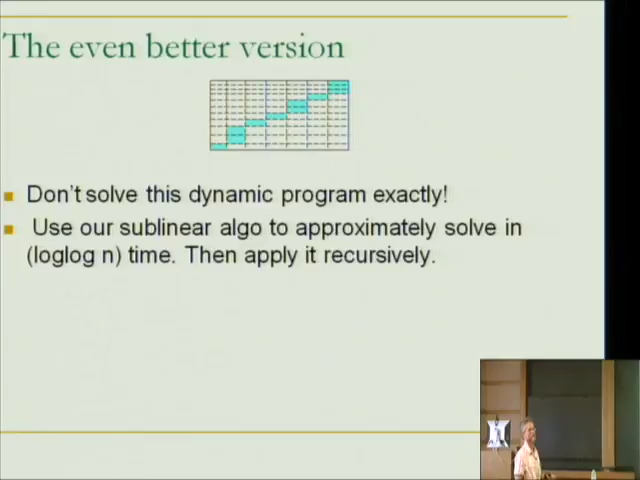 The even better version
Don't solve this dynamic program exactly!
Use our sublinear algo to approximately solve in
(loglog n) time. Then apply it recursively.